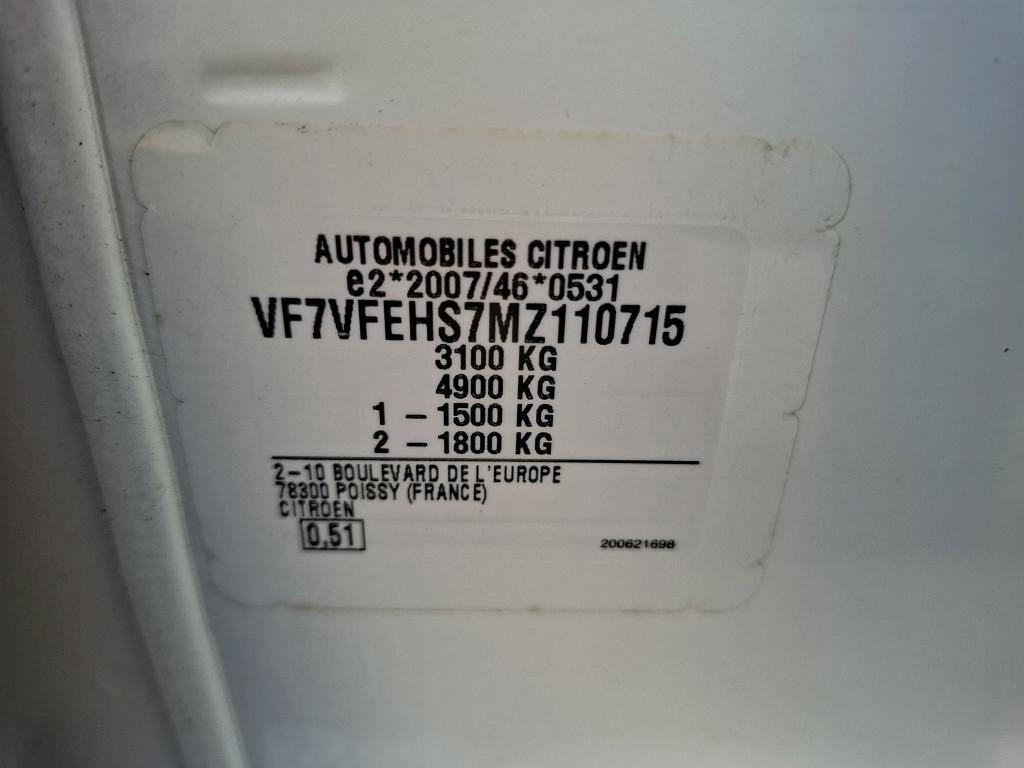 AUTOMOBILES CITROEN
e2*2007/46*0531
VF7VFEHS7MZ110715
3100 KG
4900 KG
1 - 1500 KG
2 - 1800 KG
2-10 BOULEVARD DE L'EUROPE
78300 POISSY (FRANCE)
CITROEN
0,51
200621698